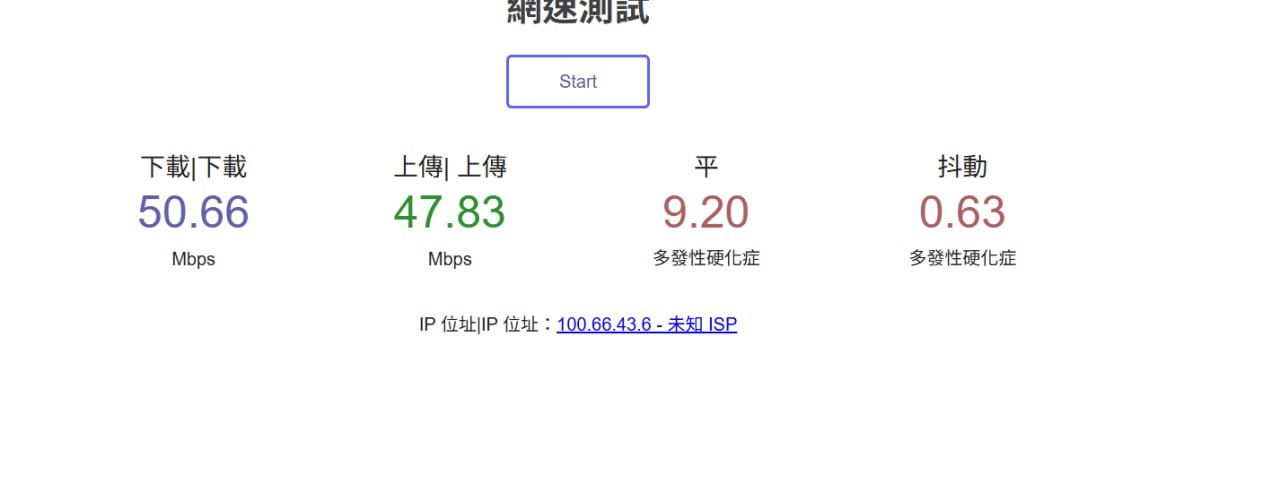 網速測試
Start
下載|下載
50.66
Mbps
上傳| 上傳
47.83
Mbps
平
9.20
多發性硬化症
抖動
0.63
多發性硬化症
IP 位址|IP 位址：100.66.43.6 - 未知 ISP